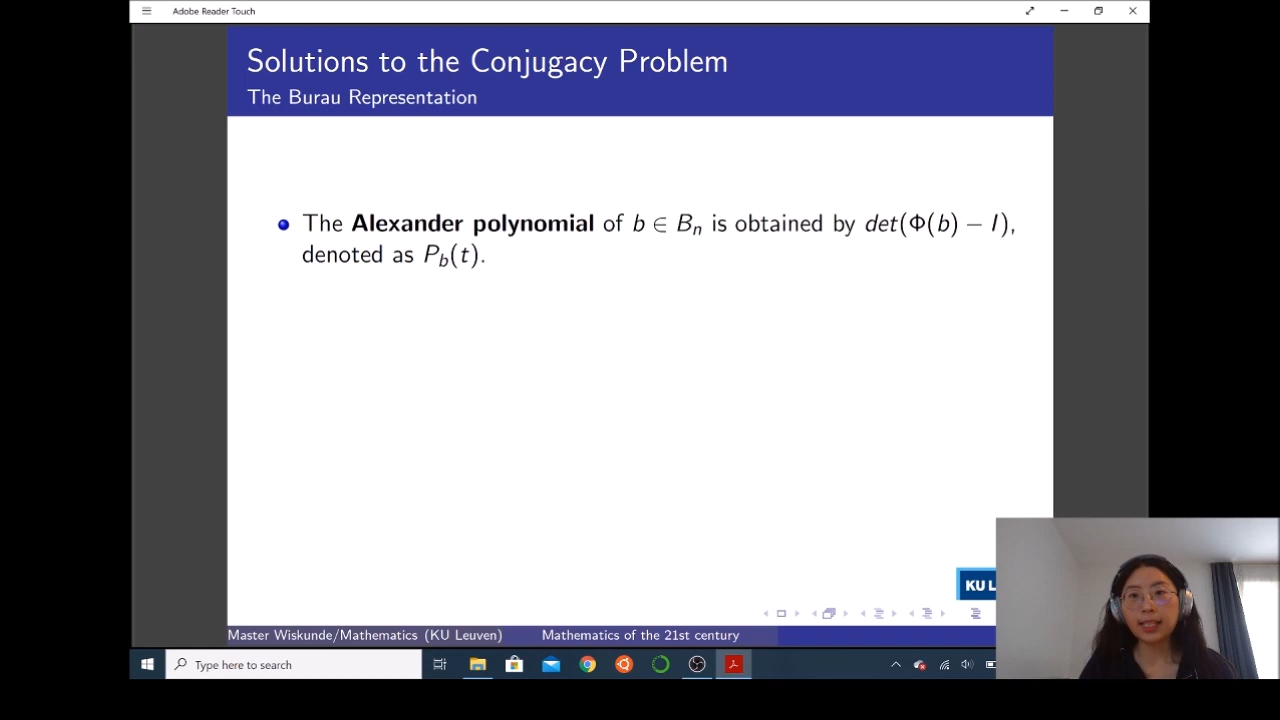 Adobe Reader Touch
Solutions to the Conjugacy Problem
The Burau Representation
The Alexander polynomial of b ∈ Bₙ is obtained by det(Φ(b) − I),
denoted as P_b(t).
KU L
Master Wiskunde/Mathematics (KU Leuven) Mathematics of the 21st century
Type here to search